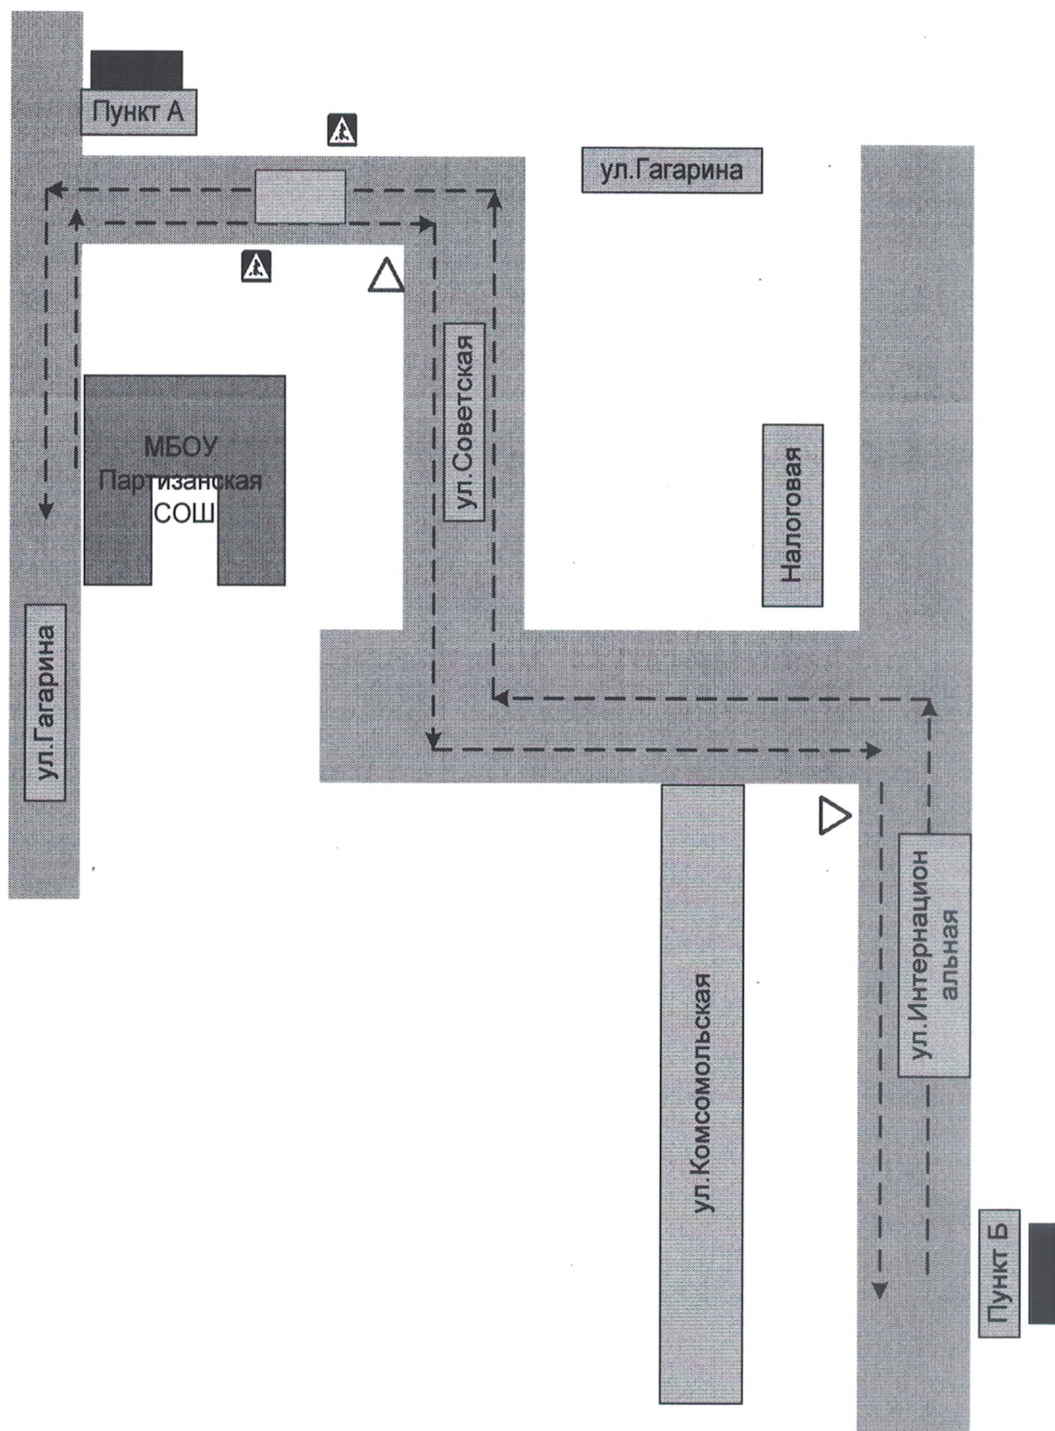 Пункт А
ул.Гагарина
ул.Советская
МБОУ
Партизанская
СОШ
Налоговая
ул.Гагарина
ул.Интернацион
альная
ул.Комсомольская
Пункт Б